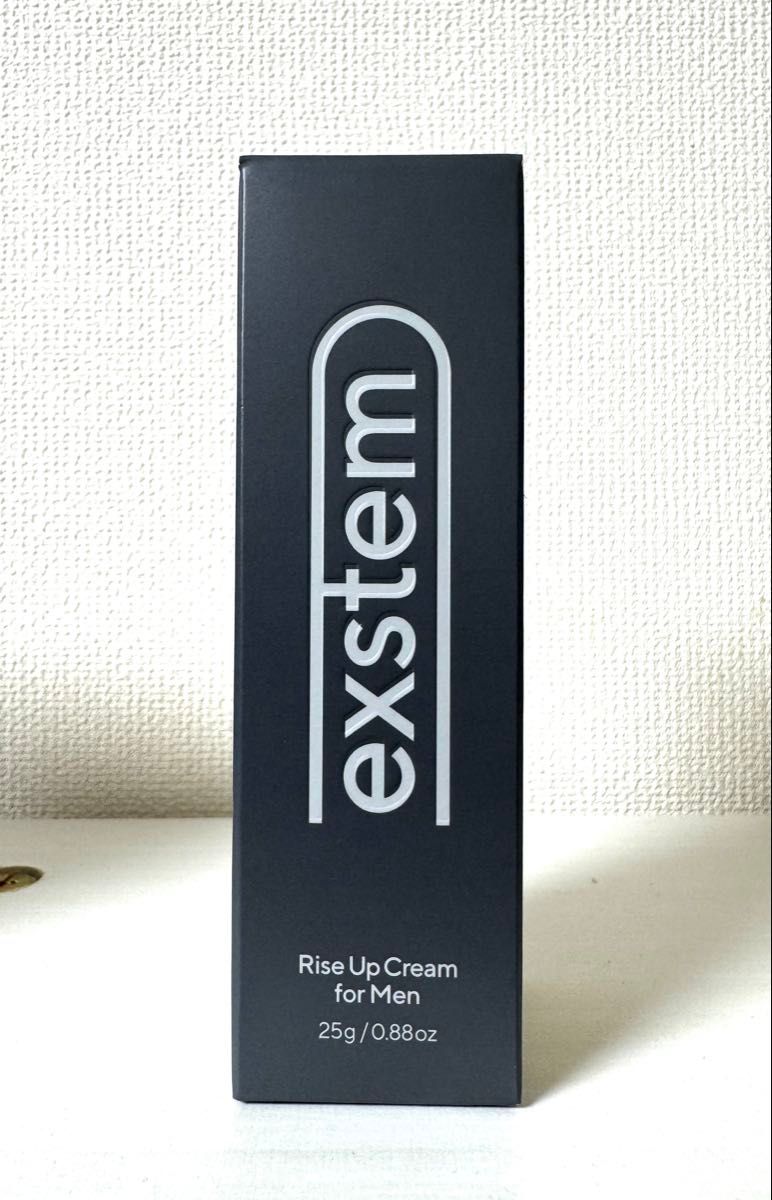 exstem
Rise Up Cream
for Men
25g / 0.88oz